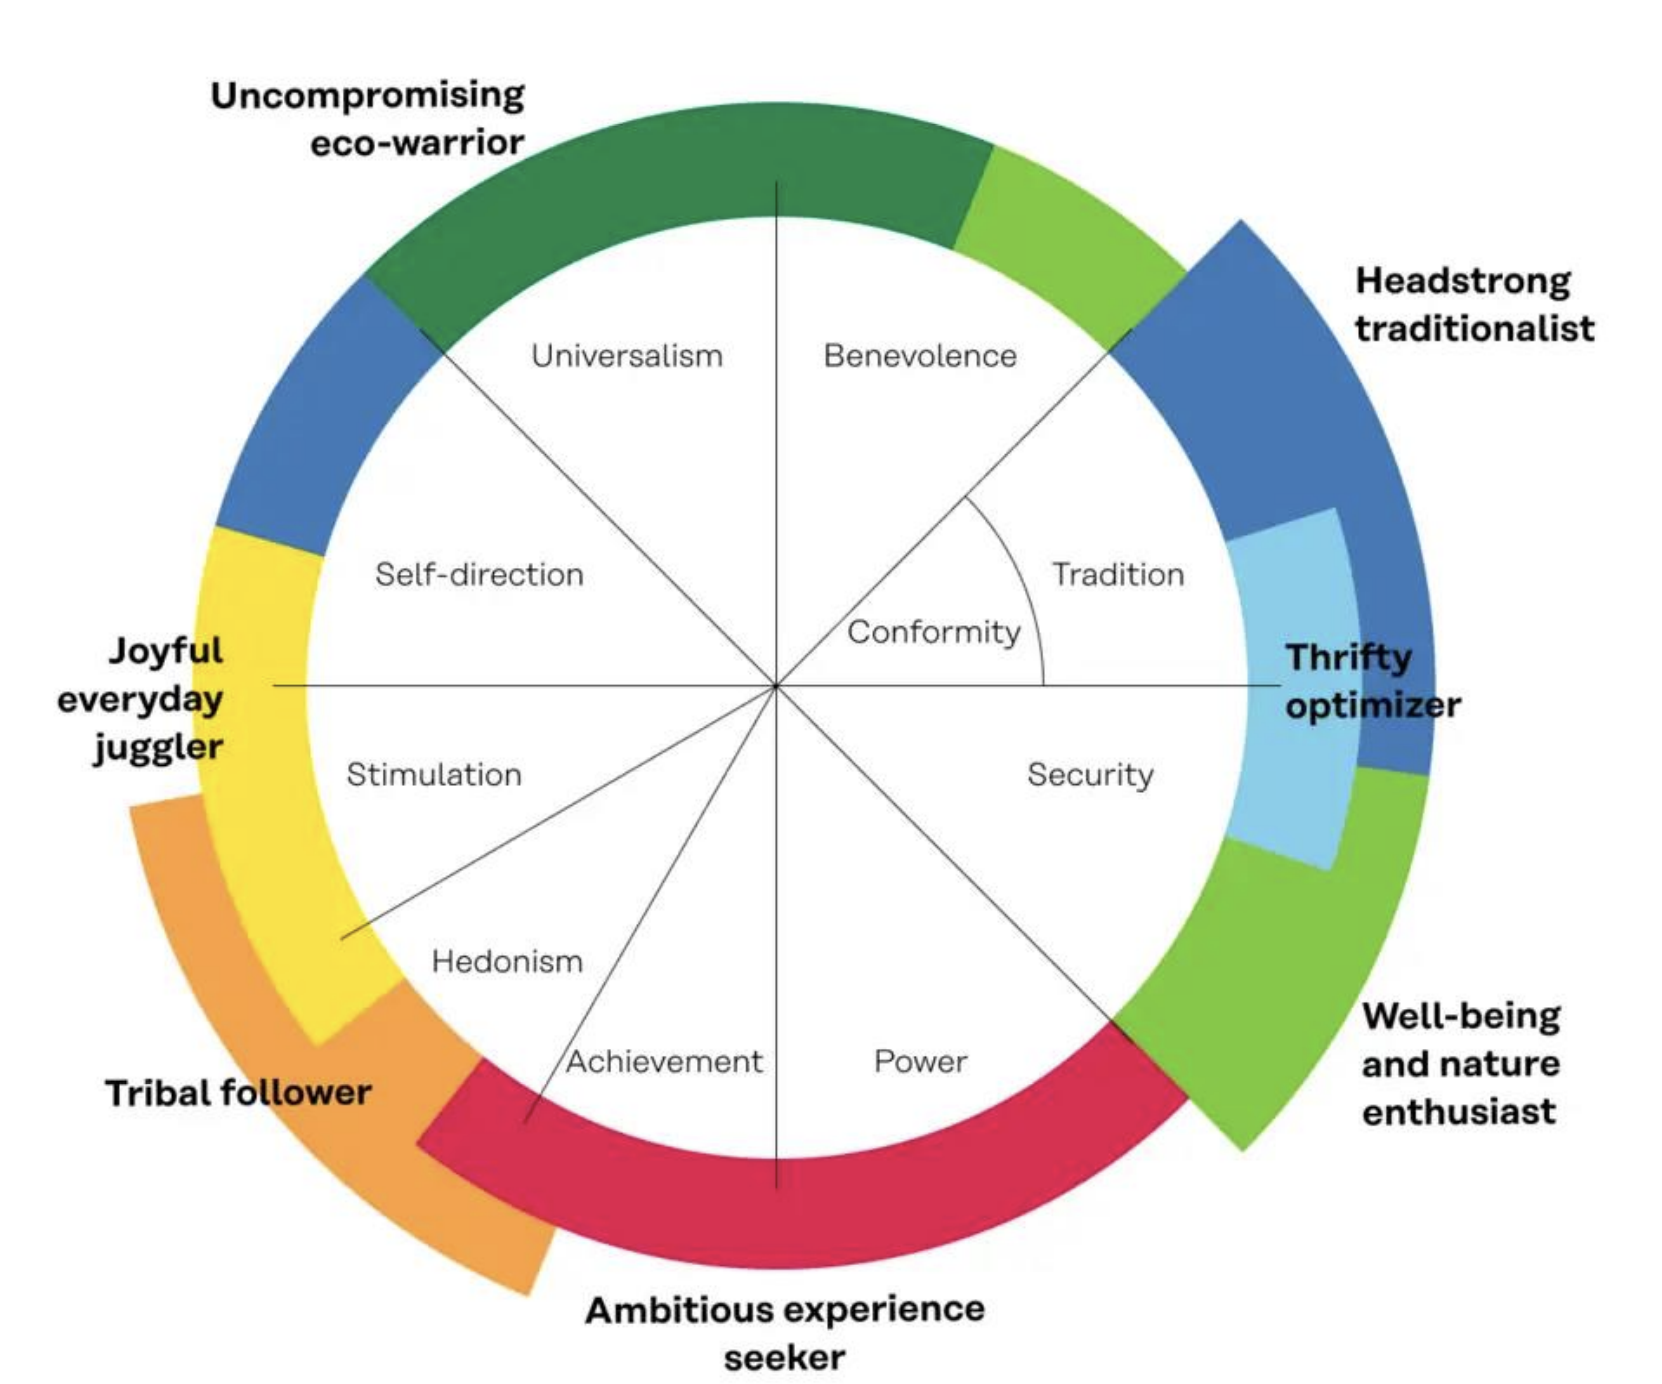 Uncompromising
eco-warrior
Headstrong
traditionalist
Universalism
Benevolence
Self-direction
Tradition
Conformity
Joyful
everyday
juggler
Thrifty
optimizer
Stimulation
Security
Hedonism
Achievement
Power
Well-being
and nature
enthusiast
Tribal follower
Ambitious experience
seeker